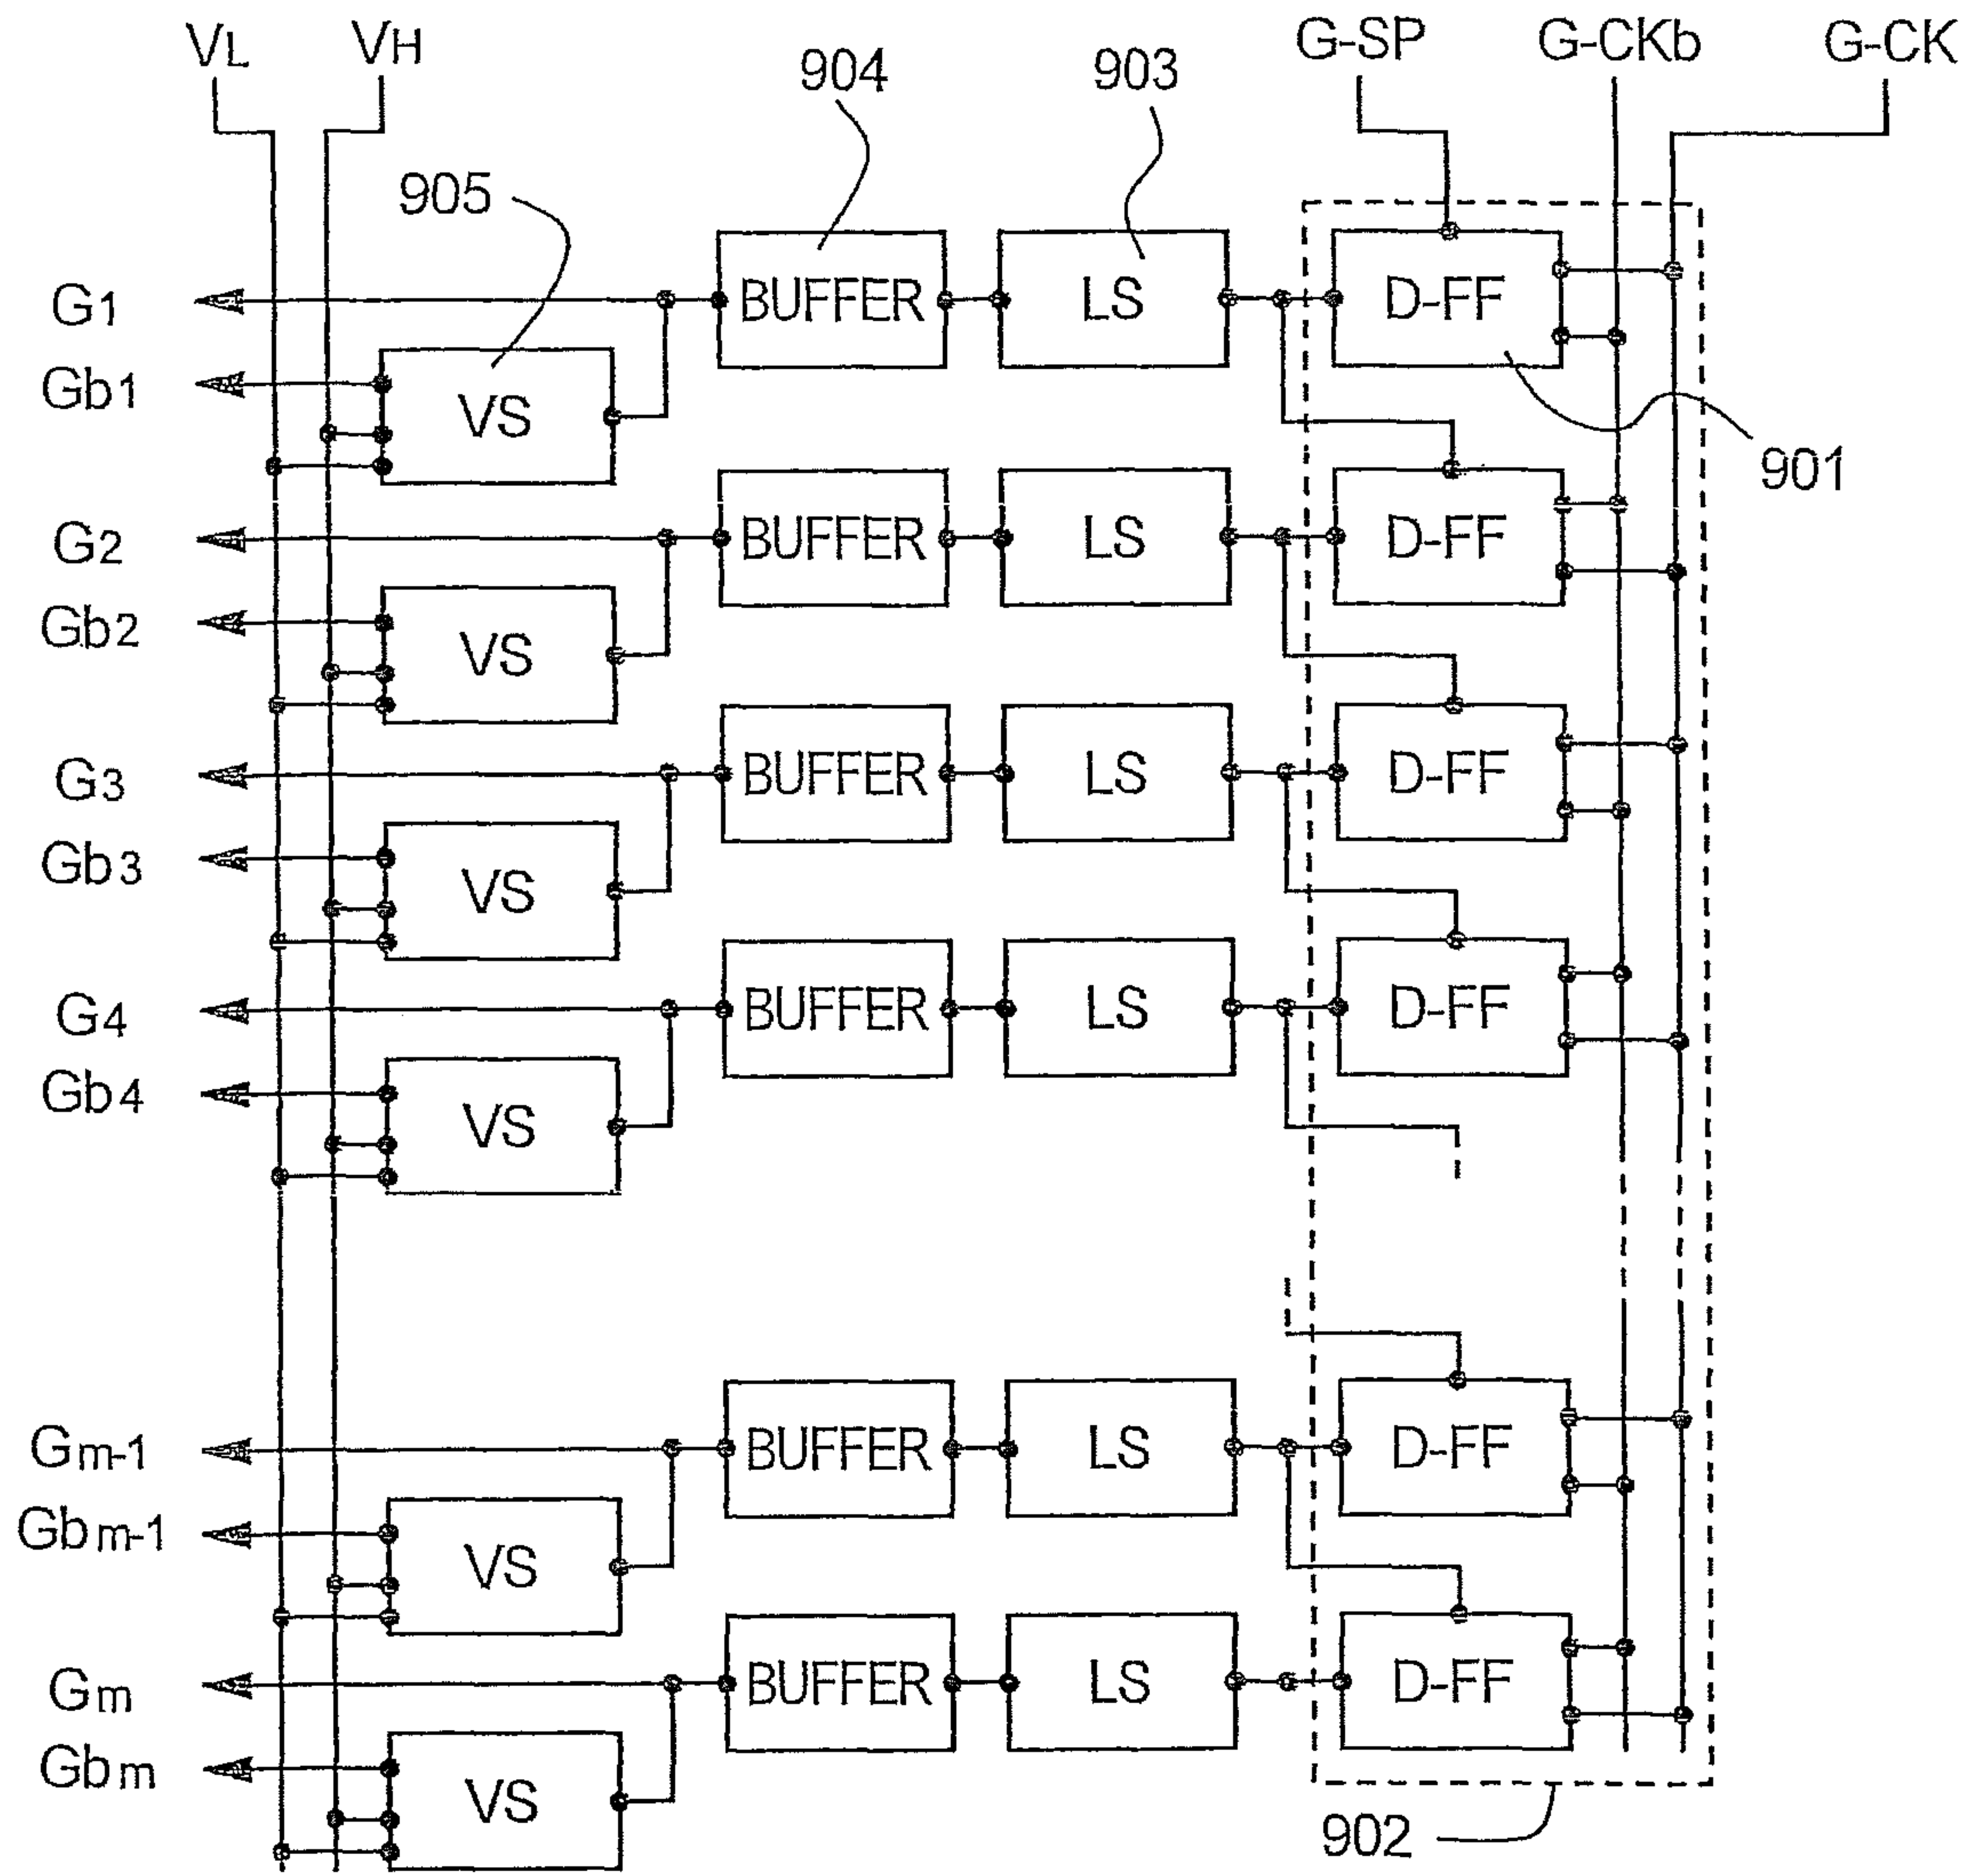 VL VH 904 903 G-SP G-CKb G-CK
905
G1 BUFFER LS D-FF
Gb1 VS
901
G2 BUFFER LS D-FF
Gb2 VS
G3 BUFFER LS D-FF
Gb3 VS
G4 BUFFER LS D-FF
Gb4 VS
Gm-1 BUFFER LS D-FF
Gbm-1 VS
Gm BUFFER LS D-FF
Gbm VS
902